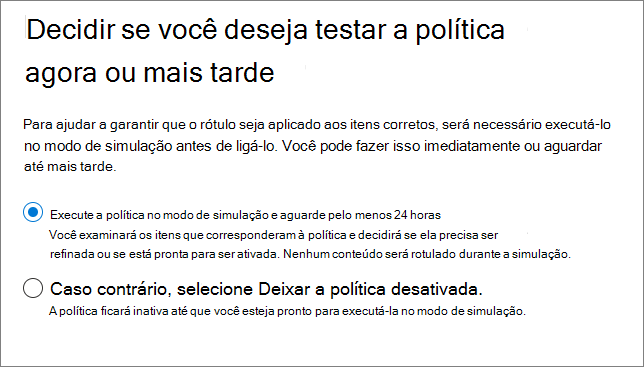 Decidir se você deseja testar a política
agora ou mais tarde
Para ajudar a garantir que o rótulo seja aplicado aos itens corretos, será necessário executá-lo
no modo de simulação antes de ligá-lo. Você pode fazer isso imediatamente ou aguardar
até mais tarde.
Execute a política no modo de simulação e aguarde pelo menos 24 horas
Você examinará os itens que corresponderam à política e decidirá se ela precisa ser
refinada ou se está pronta para ser ativada. Nenhum conteúdo será rotulado durante a simulação.
Caso contrário, selecione Deixar a política desativada.
A política ficará inativa até que você esteja pronto para executá-la no modo de simulação.